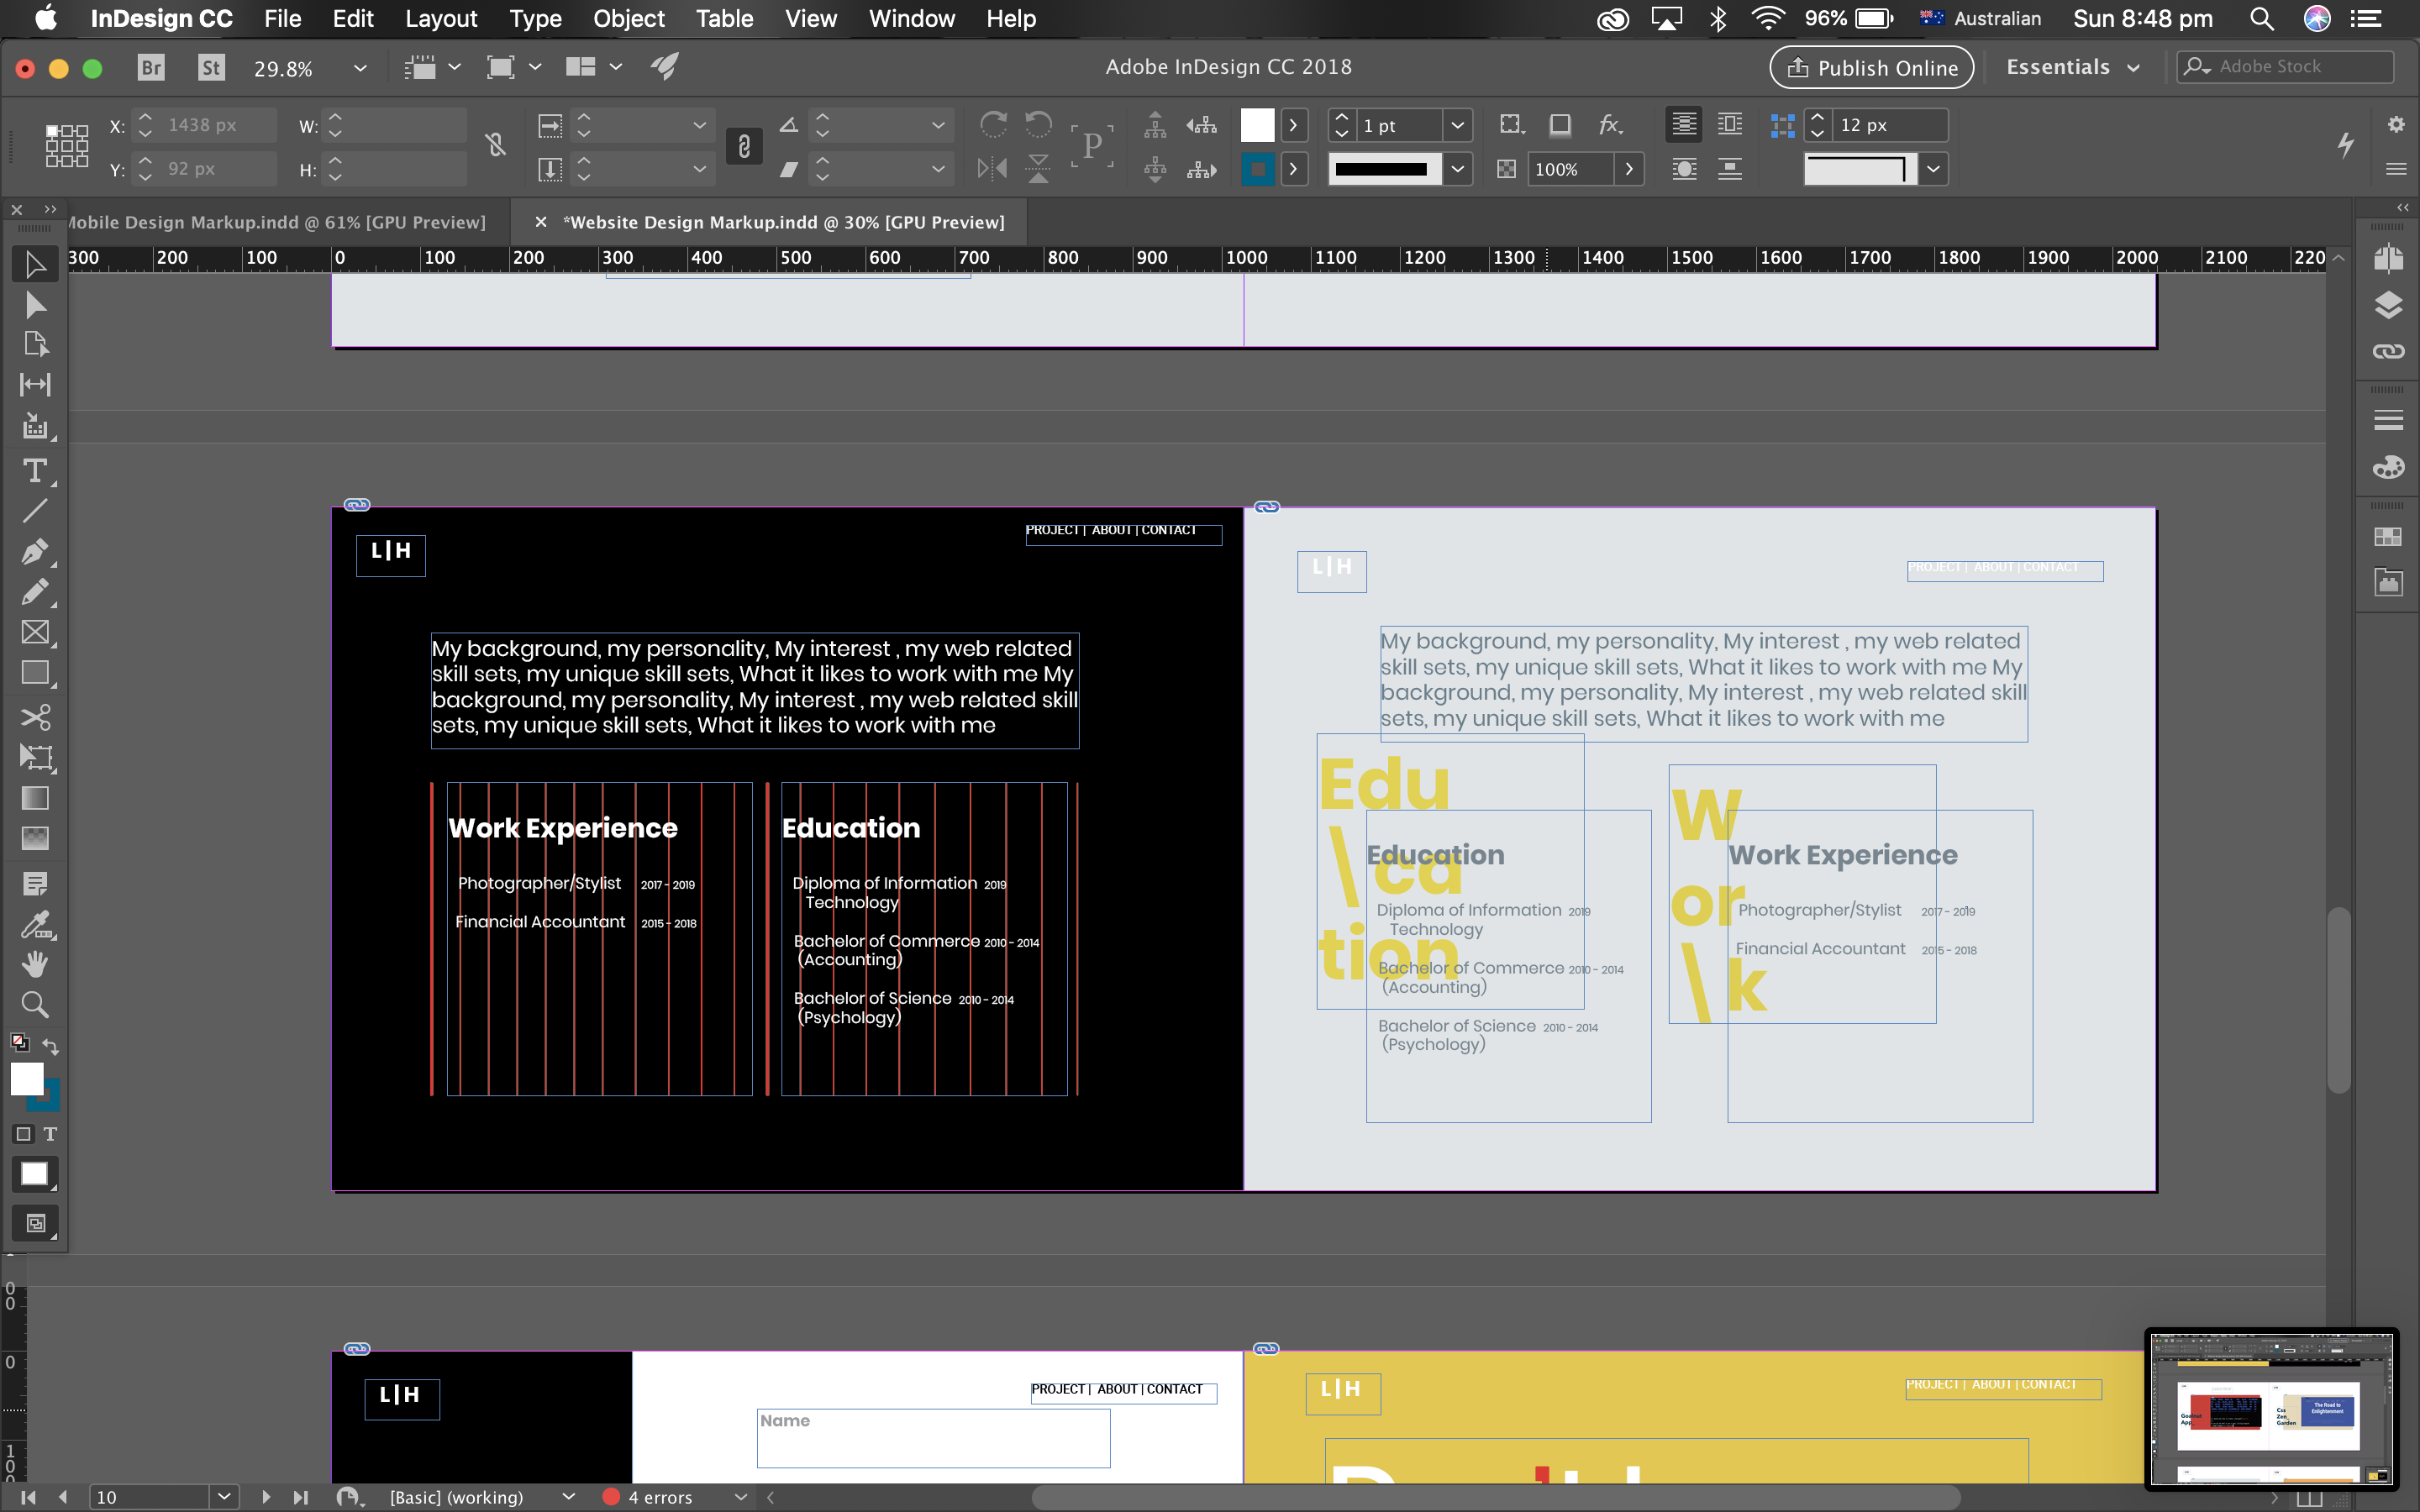 InDesign CC File Edit Layout Type Object Table View Window Help 96% Australian Sun 8:48 pm
Br St 29.8% Adobe InDesign CC 2018 Publish Online Essentials Adobe Stock
X: 1438 px W: 1 pt 12 px
Y: 92 px H: P fx. 100%
Mobile Design Markup.indd @ 61% [GPU Preview] × *Website Design Markup.indd @ 30% [GPU Preview]
300 200 100 0 100 200 300 400 500 600 700 800 900 1000 1100 1200 1300 1400 1500 1600 1700 1800 1900 2000 2100 220
L|H
PROJECT | ABOUT | CONTACT
My background, my personality, My interest , my web related
skill sets, my unique skill sets, What it likes to work with me My
background, my personality, My interest , my web related skill
sets, my unique skill sets, What it likes to work with me
Work Experience
Photographer/Stylist 2017 - 2019
Financial Accountant 2015 - 2018
Education
Diploma of Information 2019
Technology
Bachelor of Commerce 2010 - 2014
(Accounting)
Bachelor of Science 2010 - 2014
(Psychology)
L|H
PROJECT | ABOUT | CONTACT
My background, my personality, My interest , my web related
skill sets, my unique skill sets, What it likes to work with me My
background, my personality, My interest , my web related skill
sets, my unique skill sets, What it likes to work with me
Edu
\ca
tion
Education
Diploma of Information 2019
Technology
Bachelor of Commerce 2010 - 2014
(Accounting)
Bachelor of Science 2010 - 2014
(Psychology)
W
or
\k
Work Experience
Photographer/Stylist 2017 - 2019
Financial Accountant 2015 - 2018
L|H
PROJECT | ABOUT | CONTACT
Name
L|H
PROJECT | ABOUT | CONTACT
Goalout
App_
Css
Zen_
Garden
The Road to
Enlightenment
10 [Basic] (working) 4 errors